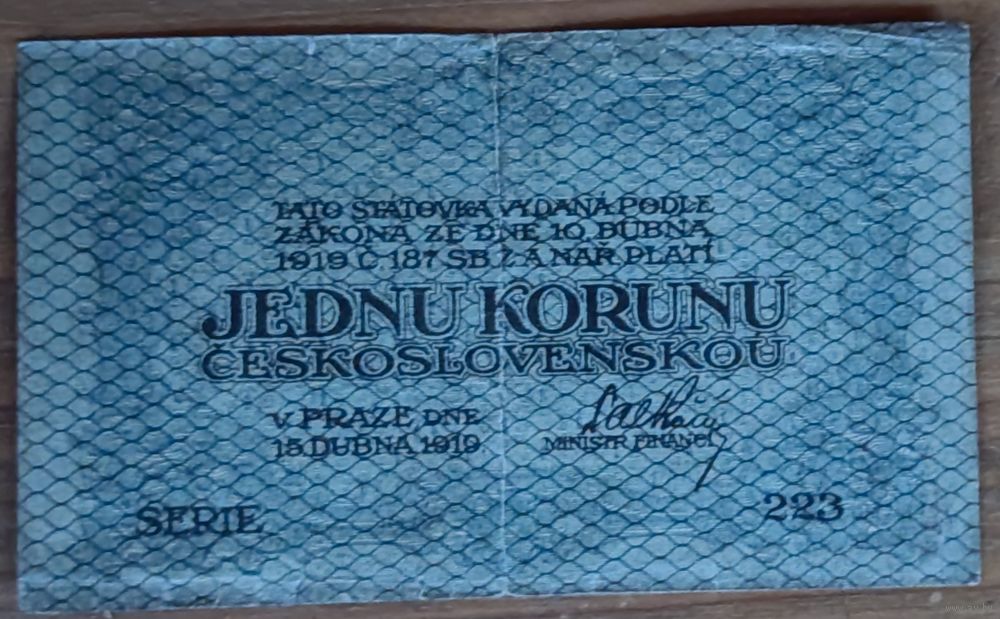 TATO STÁTOVKA VYDANÁ PODLE
ZÁKONA ZE DNE 10. DUBNA
1919 Č. 187 SB. Z. A NAŘ. PLATÍ
JEDNU KORUNU
ČESKOSLOVENSKOU
V PRAZE DNE
15. DUBNA 1919
MINISTR FINANCÍ
SERIE 223